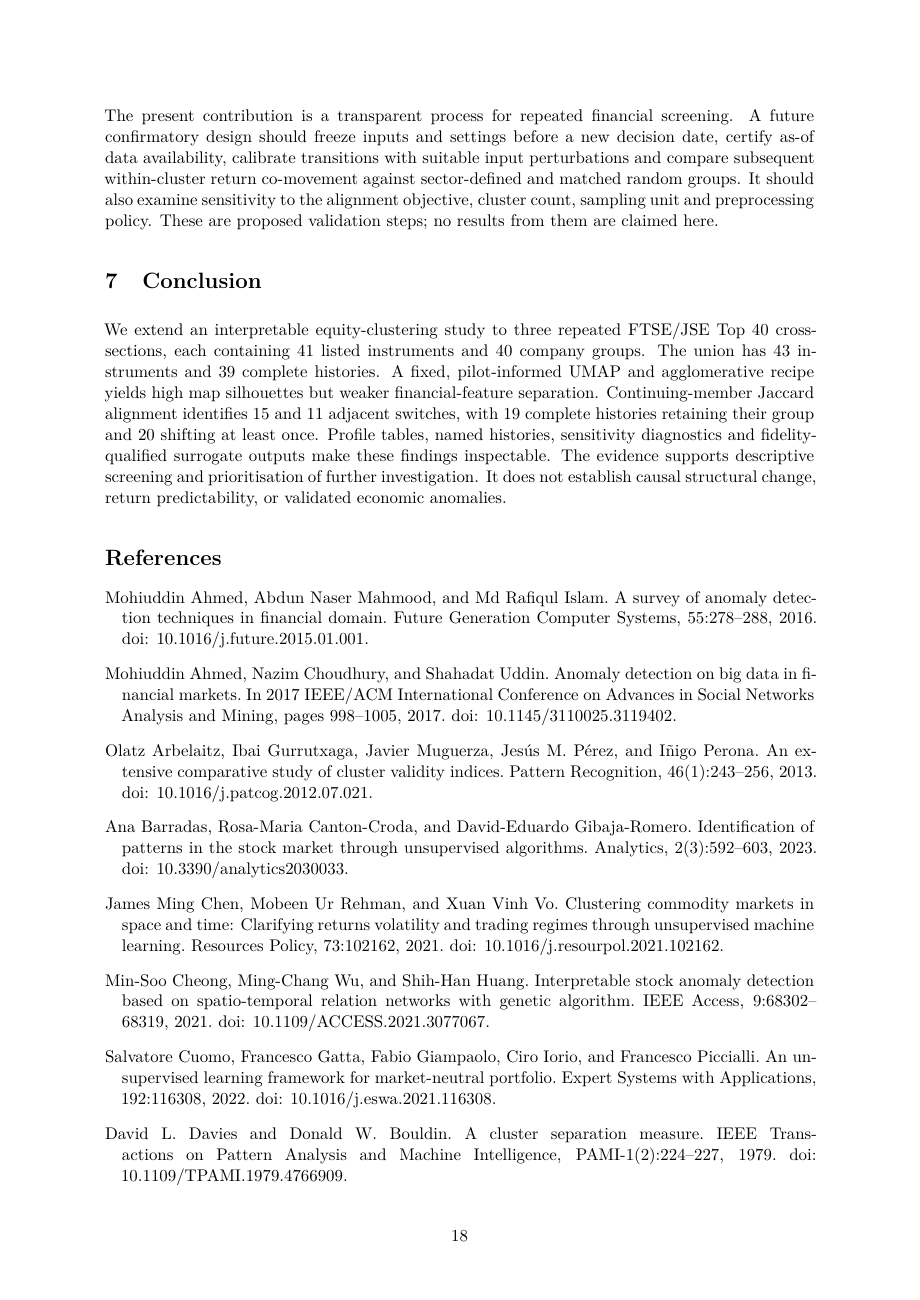 The present contribution is a transparent process for repeated financial screening. A future
confirmatory design should freeze inputs and settings before a new decision date, certify as-of
data availability, calibrate transitions with suitable input perturbations and compare subsequent
within-cluster return co-movement against sector-defined and matched random groups. It should
also examine sensitivity to the alignment objective, cluster count, sampling unit and preprocessing
policy. These are proposed validation steps; no results from them are claimed here.
7 Conclusion
We extend an interpretable equity-clustering study to three repeated FTSE/JSE Top 40 cross-
sections, each containing 41 listed instruments and 40 company groups. The union has 43 in-
struments and 39 complete histories. A fixed, pilot-informed UMAP and agglomerative recipe
yields high map silhouettes but weaker financial-feature separation. Continuing-member Jaccard
alignment identifies 15 and 11 adjacent switches, with 19 complete histories retaining their group
and 20 shifting at least once. Profile tables, named histories, sensitivity diagnostics and fidelity-
qualified surrogate outputs make these findings inspectable. The evidence supports descriptive
screening and prioritisation of further investigation. It does not establish causal structural change,
return predictability, or validated economic anomalies.
References
Mohiuddin Ahmed, Abdun Naser Mahmood, and Md Rafiqul Islam. A survey of anomaly detec-
tion techniques in financial domain. Future Generation Computer Systems, 55:278–288, 2016.
doi: 10.1016/j.future.2015.01.001.
Mohiuddin Ahmed, Nazim Choudhury, and Shahadat Uddin. Anomaly detection on big data in fi-
nancial markets. In 2017 IEEE/ACM International Conference on Advances in Social Networks
Analysis and Mining, pages 998–1005, 2017. doi: 10.1145/3110025.3119402.
Olatz Arbelaitz, Ibai Gurrutxaga, Javier Muguerza, Jesús M. Pérez, and Iñigo Perona. An ex-
tensive comparative study of cluster validity indices. Pattern Recognition, 46(1):243–256, 2013.
doi: 10.1016/j.patcog.2012.07.021.
Ana Barradas, Rosa-Maria Canton-Croda, and David-Eduardo Gibaja-Romero. Identification of
patterns in the stock market through unsupervised algorithms. Analytics, 2(3):592–603, 2023.
doi: 10.3390/analytics2030033.
James Ming Chen, Mobeen Ur Rehman, and Xuan Vinh Vo. Clustering commodity markets in
space and time: Clarifying returns volatility and trading regimes through unsupervised machine
learning. Resources Policy, 73:102162, 2021. doi: 10.1016/j.resourpol.2021.102162.
Min-Soo Cheong, Ming-Chang Wu, and Shih-Han Huang. Interpretable stock anomaly detection
based on spatio-temporal relation networks with genetic algorithm. IEEE Access, 9:68302–
68319, 2021. doi: 10.1109/ACCESS.2021.3077067.
Salvatore Cuomo, Francesco Gatta, Fabio Giampaolo, Ciro Iorio, and Francesco Piccialli. An un-
supervised learning framework for market-neutral portfolio. Expert Systems with Applications,
192:116308, 2022. doi: 10.1016/j.eswa.2021.116308.
David L. Davies and Donald W. Bouldin. A cluster separation measure. IEEE Trans-
actions on Pattern Analysis and Machine Intelligence, PAMI-1(2):224–227, 1979. doi:
10.1109/TPAMI.1979.4766909.
18